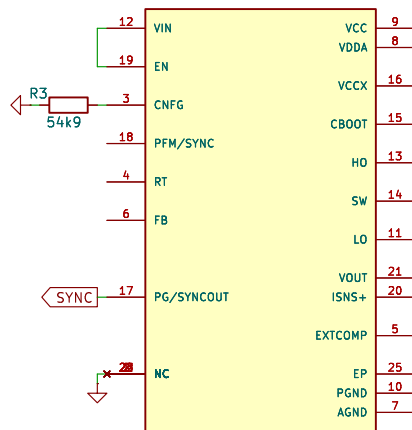 12 VIN VCC 9
VDDA 8
19 EN
VCCX 16
R3
54k9
3 CNFG
CBOOT 15
18 PFM/SYNC
HO 13
4 RT
SW 14
6 FB
LO 11
VOUT 21
SYNC 17 PG/SYNCOUT ISNS+ 20
EXTCOMP 5
NC EP 25
PGND 10
AGND 7